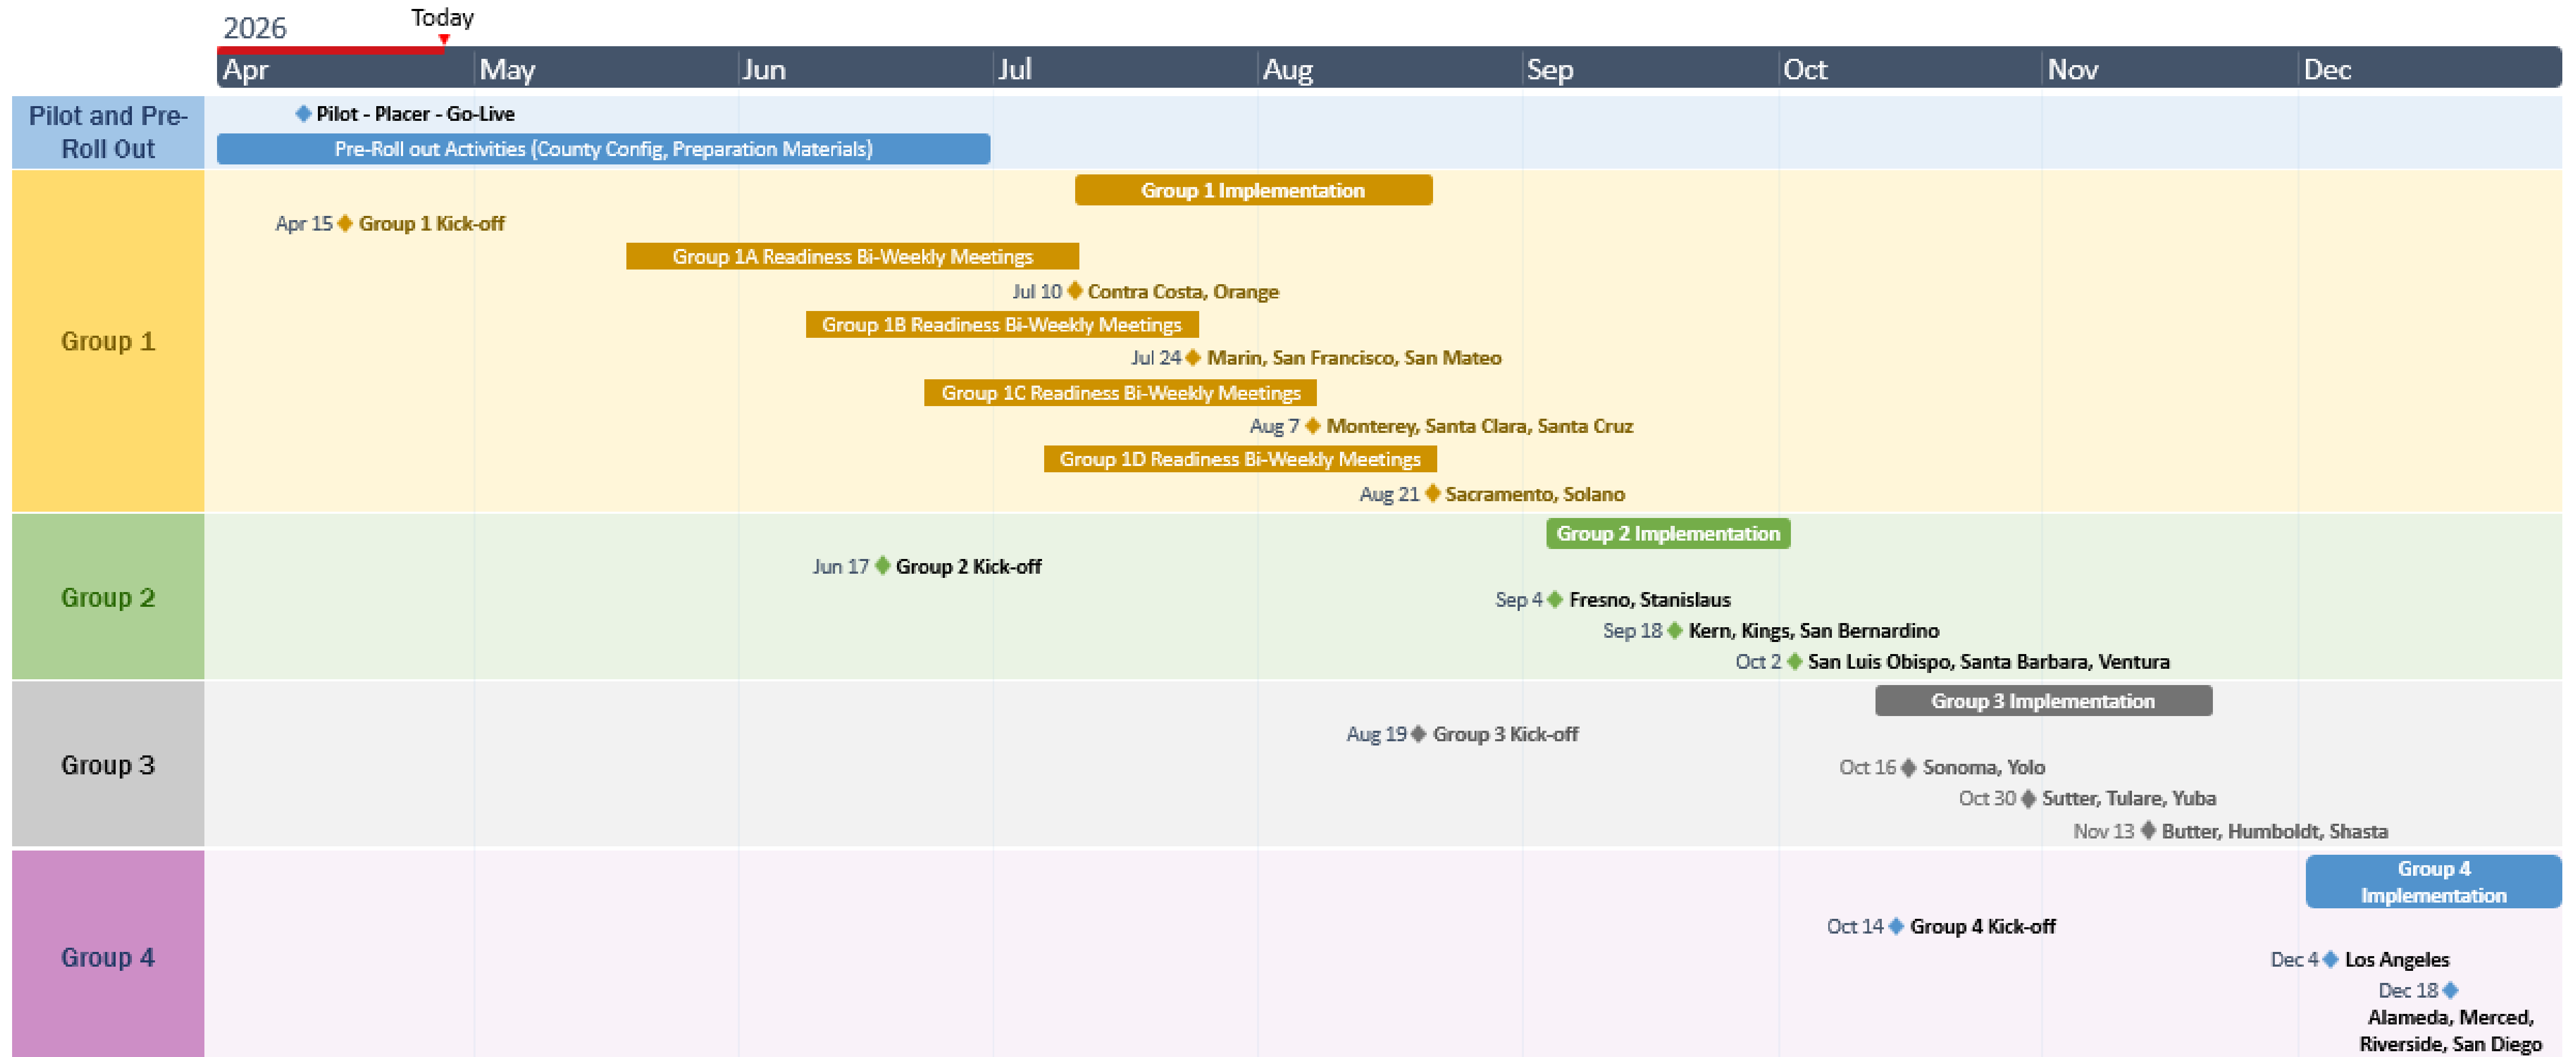 Today
2026
Apr May Jun Jul Aug Sep Oct Nov Dec
Pilot and Pre-
Roll Out
Pilot - Placer - Go-Live
Pre-Roll out Activities (County Config, Preparation Materials)
Group 1
Group 1 Implementation
Apr 15 Group 1 Kick-off
Group 1A Readiness Bi-Weekly Meetings
Jul 10 Contra Costa, Orange
Group 1B Readiness Bi-Weekly Meetings
Jul 24 Marin, San Francisco, San Mateo
Group 1C Readiness Bi-Weekly Meetings
Aug 7 Monterey, Santa Clara, Santa Cruz
Group 1D Readiness Bi-Weekly Meetings
Aug 21 Sacramento, Solano
Group 2
Group 2 Implementation
Jun 17 Group 2 Kick-off
Sep 4 Fresno, Stanislaus
Sep 18 Kern, Kings, San Bernardino
Oct 2 San Luis Obispo, Santa Barbara, Ventura
Group 3
Group 3 Implementation
Aug 19 Group 3 Kick-off
Oct 16 Sonoma, Yolo
Oct 30 Sutter, Tulare, Yuba
Nov 13 Butter, Humboldt, Shasta
Group 4
Group 4
Implementation
Oct 14 Group 4 Kick-off
Dec 4 Los Angeles
Dec 18
Alameda, Merced,
Riverside, San Diego